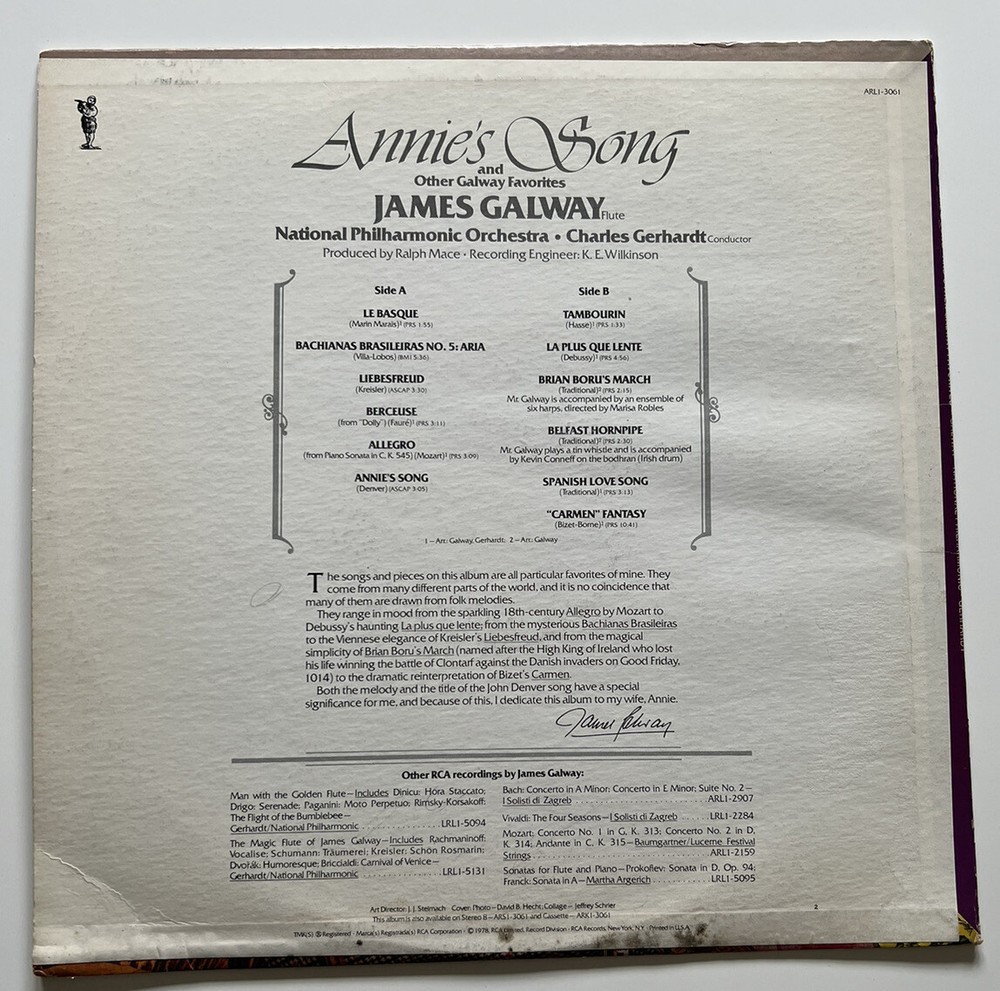 ARL1-3061
Annie's Song
and
Other Galway Favorites
JAMES GALWAY Flute
National Philharmonic Orchestra • Charles Gerhardt Conductor
Produced by Ralph Mace • Recording Engineer: K. E. Wilkinson
Side A
LE BASQUE
(Marin Marais)¹ (PRS 1:55)
BACHIANAS BRASILEIRAS NO. 5: ARIA
(Villa-Lobos) (BMI 5:36)
LIEBESFREUD
(Kreisler) (ASCAP 3:30)
BERCEUSE
(from "Dolly") (Fauré)¹ (PRS 3:11)
ALLEGRO
(from Piano Sonata in C, K. 545) (Mozart)¹ (PRS 3:09)
ANNIE'S SONG
(Denver) (ASCAP 3:05)
Side B
TAMBOURIN
(Hasse)¹ (PRS 1:33)
LA PLUS QUE LENTE
(Debussy)¹ (PRS 4:56)
BRIAN BORU'S MARCH
(Traditional)² (PRS 2:15)
Mr. Galway is accompanied by an ensemble of
six harps, directed by Marisa Robles
BELFAST HORNPIPE
(Traditional)² (PRS 2:30)
Mr. Galway plays a tin whistle and is accompanied
by Kevin Conneff on the bodhran (Irish drum)
SPANISH LOVE SONG
(Traditional)¹ (PRS 3:13)
"CARMEN" FANTASY
(Bizet-Borne)¹ (PRS 10:41)
1—Arr.: Galway, Gerhardt; 2—Arr.: Galway
The songs and pieces on this album are all particular favorites of mine. They
come from many different parts of the world, and it is no coincidence that
many of them are drawn from folk melodies.
They range in mood from the sparkling 18th-century Allegro by Mozart to
Debussy's haunting La plus que lente; from the mysterious Bachianas Brasileiras
to the Viennese elegance of Kreisler's Liebesfreud, and from the magical
simplicity of Brian Boru's March (named after the High King of Ireland who lost
his life winning the battle of Clontarf against the Danish invaders on Good Friday,
1014) to the dramatic reinterpretation of Bizet's Carmen.
Both the melody and the title of the John Denver song have a special
significance for me, and because of this, I dedicate this album to my wife, Annie.
James Galway
Other RCA recordings by James Galway:
Man with the Golden Flute—Includes Dinicu: Hora Staccato;
Drigo: Serenade; Paganini: Moto Perpetuo; Rimsky-Korsakoff:
The Flight of the Bumblebee—
Gerhardt/National Philharmonic ........ LRL1-5094
The Magic Flute of James Galway—Includes Rachmaninoff:
Vocalise; Schumann: Träumerei; Kreisler: Schön Rosmarin;
Dvořák: Humoresque; Briccialdi: Carnival of Venice—
Gerhardt/National Philharmonic ........ LRL1-5131
Bach: Concerto in A Minor; Concerto in E Minor; Suite No. 2—
I Solisti di Zagreb ........ ARL1-2907
Vivaldi: The Four Seasons—I Solisti di Zagreb ........ LRL1-2284
Mozart: Concerto No. 1 in G, K. 313; Concerto No. 2 in D,
K. 314; Andante in C, K. 315—Baumgartner/Lucerne Festival
Strings ........ ARL1-2159
Sonatas for Flute and Piano—Prokofiev: Sonata in D, Op. 94;
Franck: Sonata in A—Martha Argerich ........ LRL1-5095
Art Director: J. J. Stelmach Cover: Photo—David B. Hecht; Collage—Jeffrey Schrier
2
This album is also available on Stereo 8—ARS1-3061 and Cassette—ARK1-3061
TMK(S) ® Registered • Marca(s) Registrada(s) RCA Corporation • © 1978, RCA Limited, Record Division • RCA Records, New York, N.Y. • Printed in U.S.A.